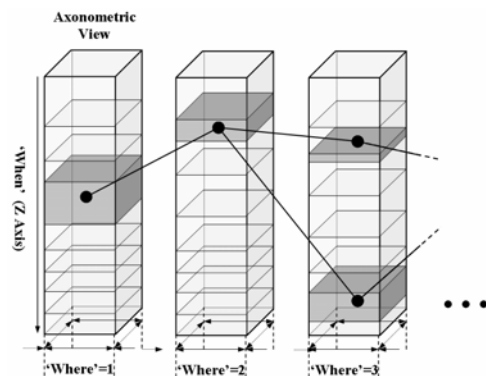 Axonometric
View
'When' (Z Axis)
'Where'=1
'Where'=2
'Where'=3